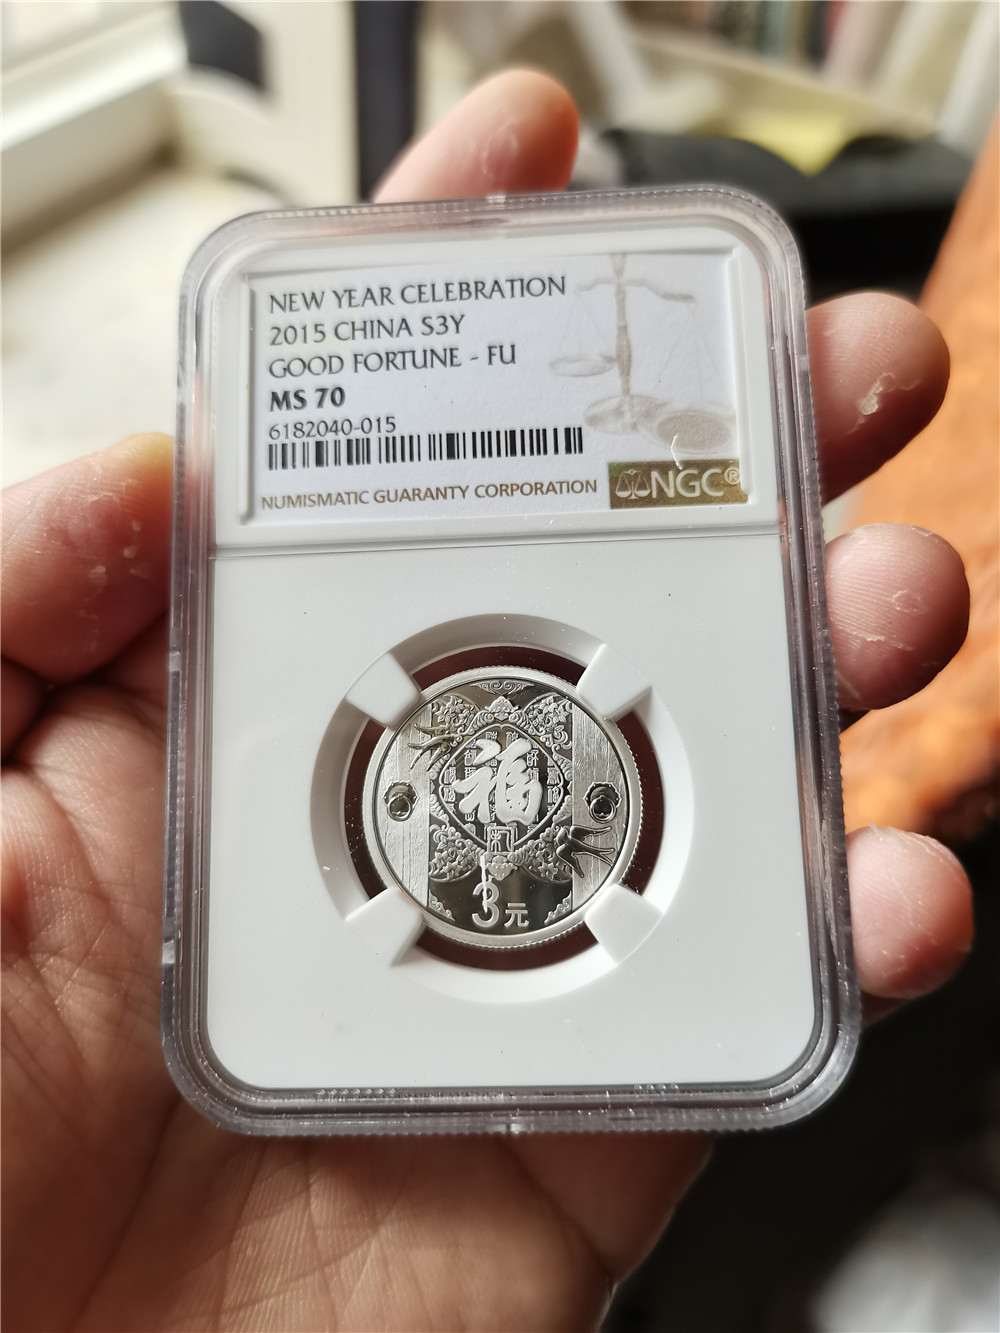 NEW YEAR CELEBRATION
2015 CHINA S3Y
GOOD FORTUNE - FU
MS 70
6182040-015
NUMISMATIC GUARANTY CORPORATION
NGC®
福
3元